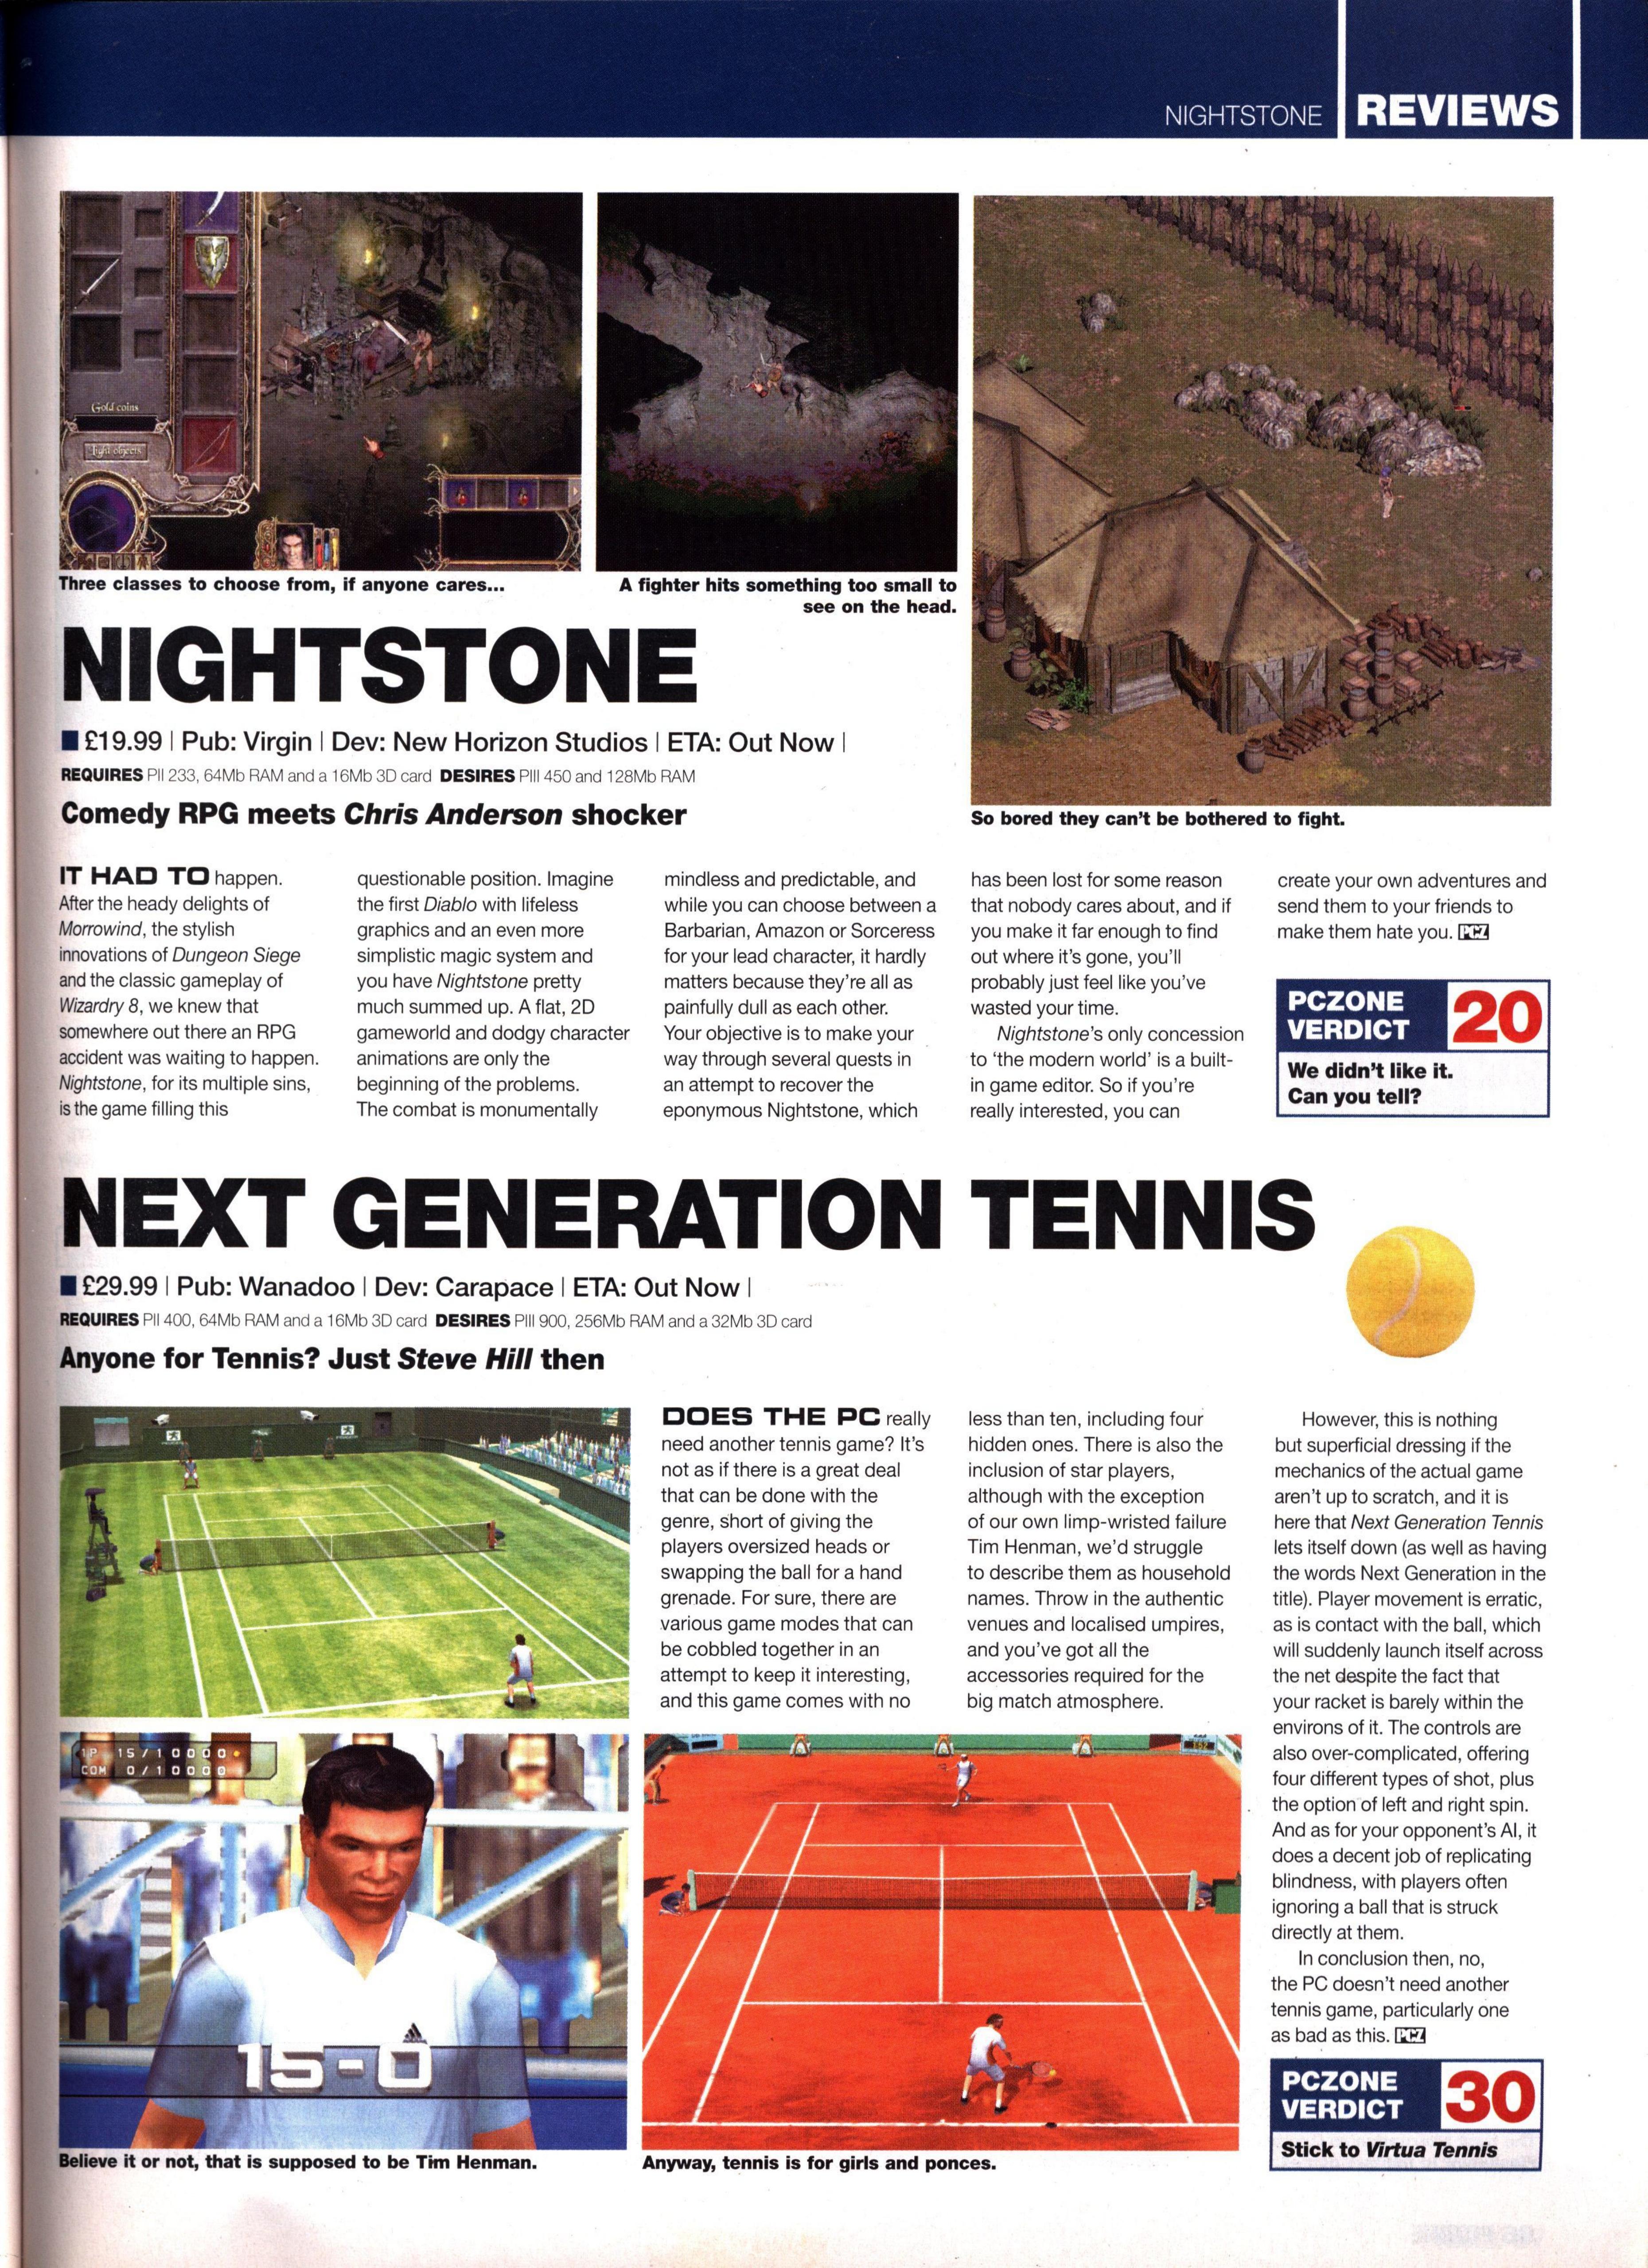 NIGHTSTONE
REVIEWS
Gold coins
Light objects
Three classes to choose from, if anyone cares...
A fighter hits something too small to
see on the head.
So bored they can't be bothered to fight.
NIGHTSTONE
£19.99 | Pub: Virgin | Dev: New Horizon Studios | ETA: Out Now |
REQUIRES PII 233, 64Mb RAM and a 16Mb 3D card DESIRES PIII 450 and 128Mb RAM
Comedy RPG meets Chris Anderson shocker
IT HAD TO happen.
After the heady delights of
Morrowind, the stylish
innovations of Dungeon Siege
and the classic gameplay of
Wizardry 8, we knew that
somewhere out there an RPG
accident was waiting to happen.
Nightstone, for its multiple sins,
is the game filling this
questionable position. Imagine
the first Diablo with lifeless
graphics and an even more
simplistic magic system and
you have Nightstone pretty
much summed up. A flat, 2D
gameworld and dodgy character
animations are only the
beginning of the problems.
The combat is monumentally
mindless and predictable, and
while you can choose between a
Barbarian, Amazon or Sorceress
for your lead character, it hardly
matters because they're all as
painfully dull as each other.
Your objective is to make your
way through several quests in
an attempt to recover the
eponymous Nightstone, which
has been lost for some reason
that nobody cares about, and if
you make it far enough to find
out where it's gone, you'll
probably just feel like you've
wasted your time.
Nightstone's only concession
to 'the modern world' is a built-
in game editor. So if you're
really interested, you can
create your own adventures and
send them to your friends to
make them hate you. PCZ
PCZONE
VERDICT
20
We didn't like it.
Can you tell?
NEXT GENERATION TENNIS
£29.99 | Pub: Wanadoo | Dev: Carapace | ETA: Out Now |
REQUIRES PII 400, 64Mb RAM and a 16Mb 3D card DESIRES PIII 900, 256Mb RAM and a 32Mb 3D card
Anyone for Tennis? Just Steve Hill then
DOES THE PC really
need another tennis game? It's
not as if there is a great deal
that can be done with the
genre, short of giving the
players oversized heads or
swapping the ball for a hand
grenade. For sure, there are
various game modes that can
be cobbled together in an
attempt to keep it interesting,
and this game comes with no
less than ten, including four
hidden ones. There is also the
inclusion of star players,
although with the exception
of our own limp-wristed failure
Tim Henman, we'd struggle
to describe them as household
names. Throw in the authentic
venues and localised umpires,
and you've got all the
accessories required for the
big match atmosphere.
However, this is nothing
but superficial dressing if the
mechanics of the actual game
aren't up to scratch, and it is
here that Next Generation Tennis
lets itself down (as well as having
the words Next Generation in the
title). Player movement is erratic,
as is contact with the ball, which
will suddenly launch itself across
the net despite the fact that
your racket is barely within the
environs of it. The controls are
also over-complicated, offering
four different types of shot, plus
the option of left and right spin.
And as for your opponent's AI, it
does a decent job of replicating
blindness, with players often
ignoring a ball that is struck
directly at them.
In conclusion then, no,
the PC doesn't need another
tennis game, particularly one
as bad as this. PCZ
1P 15/10000
COM 0/10000
15-0
Believe it or not, that is supposed to be Tim Henman.
Anyway, tennis is for girls and ponces.
PCZONE
VERDICT
30
Stick to Virtua Tennis